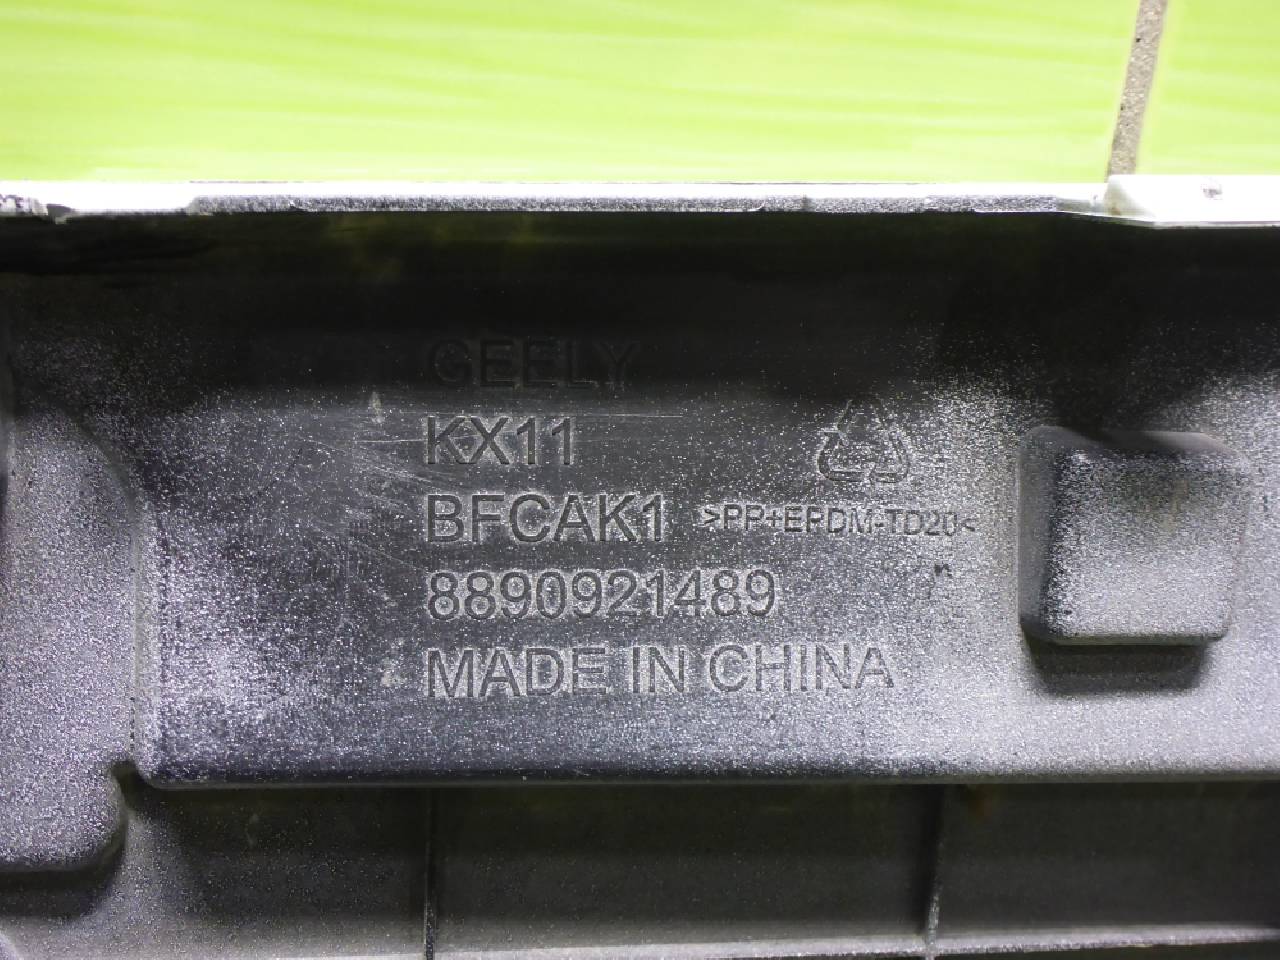 GEELY
KX11
BFCAK1 >PP+EPDM-TD20<
8890921489
MADE IN CHINA